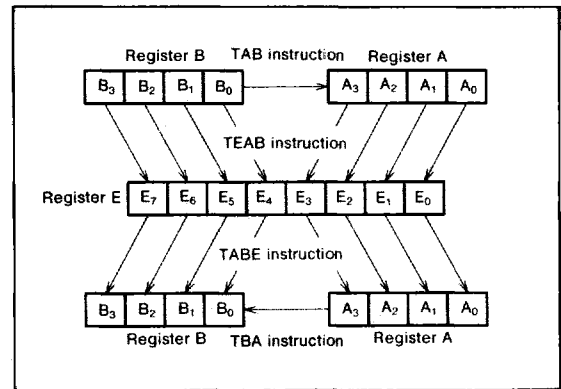 TAB instruction
Register B Register A
B3 B2 B1 B0 A3 A2 A1 A0
TEAB instruction
Register E E7 E6 E5 E4 E3 E2 E1 E0
TABE instruction
B3 B2 B1 B0 A3 A2 A1 A0
Register B TBA instruction Register A